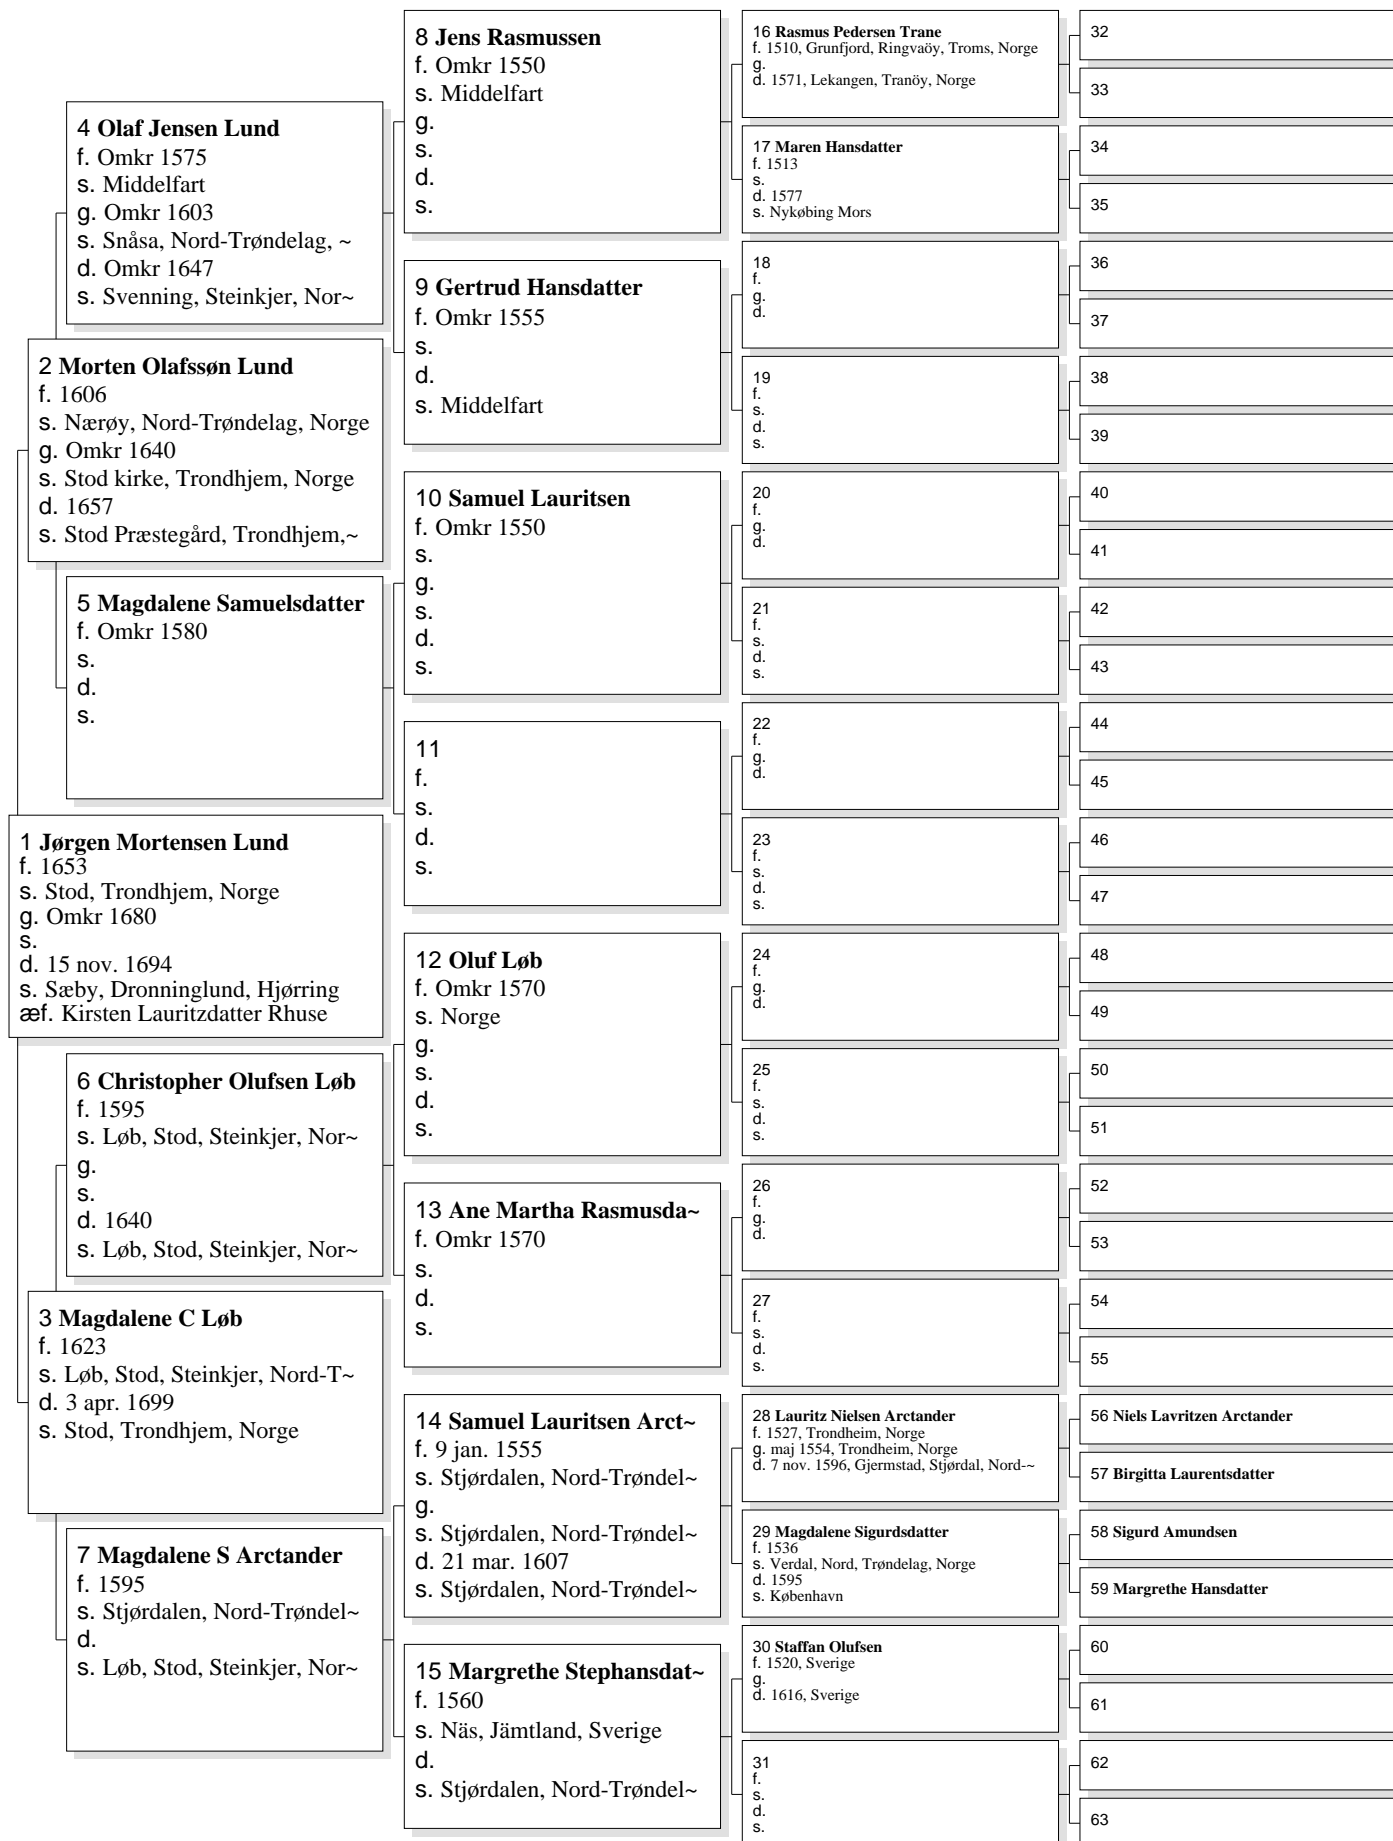 8 Jens Rasmussen
f. Omkr 1550
s. Middelfart
g.
s.
d.
s.
16 Rasmus Pedersen Trane
f. 1510, Grunfjord, Ringvaöy, Troms, Norge
g.
d. 1571, Lekangen, Tranöy, Norge
32
33
4 Olaf Jensen Lund
f. Omkr 1575
s. Middelfart
g. Omkr 1603
s. Snåsa, Nord-Trøndelag, ~
d. Omkr 1647
s. Svenning, Steinkjer, Nor~
17 Maren Hansdatter
f. 1513
s.
d. 1577
s. Nykøbing Mors
34
35
9 Gertrud Hansdatter
f. Omkr 1555
s.
d.
s. Middelfart
18
f.
g.
d.
36
37
2 Morten Olafssøn Lund
f. 1606
s. Nærøy, Nord-Trøndelag, Norge
g. Omkr 1640
s. Stod kirke, Trondhjem, Norge
d. 1657
s. Stod Præstegård, Trondhjem,~
19
f.
s.
d.
s.
38
39
10 Samuel Lauritsen
f. Omkr 1550
s.
g.
s.
d.
s.
20
f.
g.
d.
40
41
5 Magdalene Samuelsdatter
f. Omkr 1580
s.
d.
s.
21
f.
s.
d.
s.
42
43
11
f.
s.
d.
s.
22
f.
g.
d.
44
45
1 Jørgen Mortensen Lund
f. 1653
s. Stod, Trondhjem, Norge
g. Omkr 1680
s.
d. 15 nov. 1694
s. Sæby, Dronninglund, Hjørring
æf. Kirsten Lauritzdatter Rhuse
23
f.
s.
d.
s.
46
47
12 Oluf Løb
f. Omkr 1570
s. Norge
g.
s.
d.
s.
24
f.
g.
d.
48
49
6 Christopher Olufsen Løb
f. 1595
s. Løb, Stod, Steinkjer, Nor~
g.
s.
d. 1640
s. Løb, Stod, Steinkjer, Nor~
25
f.
s.
d.
s.
50
51
13 Ane Martha Rasmusda~
f. Omkr 1570
s.
d.
s.
26
f.
g.
d.
52
53
3 Magdalene C Løb
f. 1623
s. Løb, Stod, Steinkjer, Nord-T~
d. 3 apr. 1699
s. Stod, Trondhjem, Norge
27
f.
s.
d.
s.
54
55
14 Samuel Lauritsen Arct~
f. 9 jan. 1555
s. Stjørdalen, Nord-Trøndel~
g.
s. Stjørdalen, Nord-Trøndel~
d. 21 mar. 1607
s. Stjørdalen, Nord-Trøndel~
28 Lauritz Nielsen Arctander
f. 1527, Trondheim, Norge
g. maj 1554, Trondheim, Norge
d. 7 nov. 1596, Gjermstad, Stjørdal, Nord-~
56 Niels Lavritzen Arctander
57 Birgitta Laurentsdatter
7 Magdalene S Arctander
f. 1595
s. Stjørdalen, Nord-Trøndel~
d.
s. Løb, Stod, Steinkjer, Nor~
29 Magdalene Sigurdsdatter
f. 1536
s. Verdal, Nord, Trøndelag, Norge
d. 1595
s. København
58 Sigurd Amundsen
59 Margrethe Hansdatter
15 Margrethe Stephansdat~
f. 1560
s. Näs, Jämtland, Sverige
d.
s. Stjørdalen, Nord-Trøndel~
30 Staffan Olufsen
f. 1520, Sverige
g.
d. 1616, Sverige
60
61
31
f.
s.
d.
s.
62
63